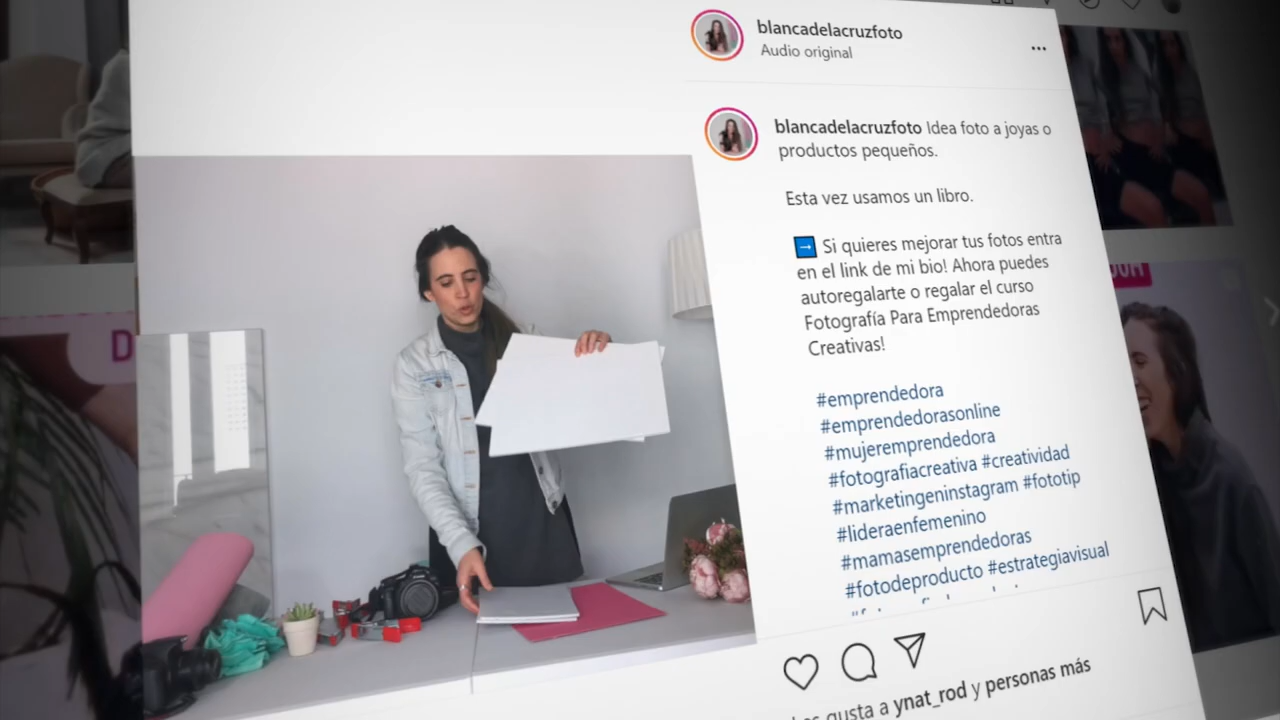 blancadelacruzfoto
Audio original
blancadelacruzfoto Idea foto a joyas o
productos pequeños.
Esta vez usamos un libro.
Si quieres mejorar tus fotos entra
en el link de mi bio! Ahora puedes
autoregalarte o regalar el curso
Fotografía Para Emprendedoras
Creativas!
#emprendedora
#emprendedorasonline
#mujeremprendedora
#fotografiacreativa #creatividad
#marketingeninstagram #fototip
#lideraenfemenino
#mamasemprendedoras
#fotodeproducto #estrategiavisual
gusta a ynat_rod y personas más